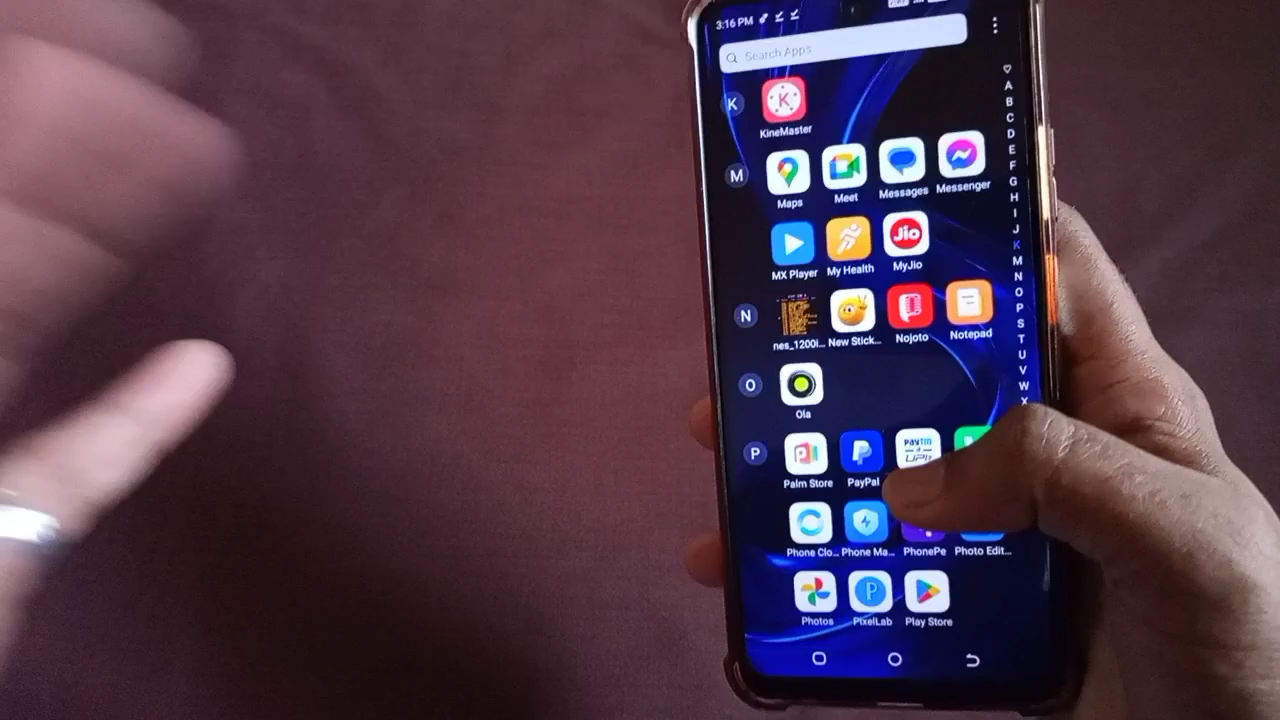 3:16 PM
Search Apps
K
K
KineMaster
M
Maps
Meet
Messages
Messenger
MX Player
My Health
Jio
MyJio
N
nes_1200i...
New Stick...
Nojoto
Notepad
O
Ola
P
Palm Store
PayPal
paytm
UPI
Phone Clo...
Phone Ma...
PhonePe
Photo Edit...
Photos
P
PixelLab
Play Store
A
B
C
D
E
F
G
H
I
J
K
M
N
O
P
S
T
U
V
W
X